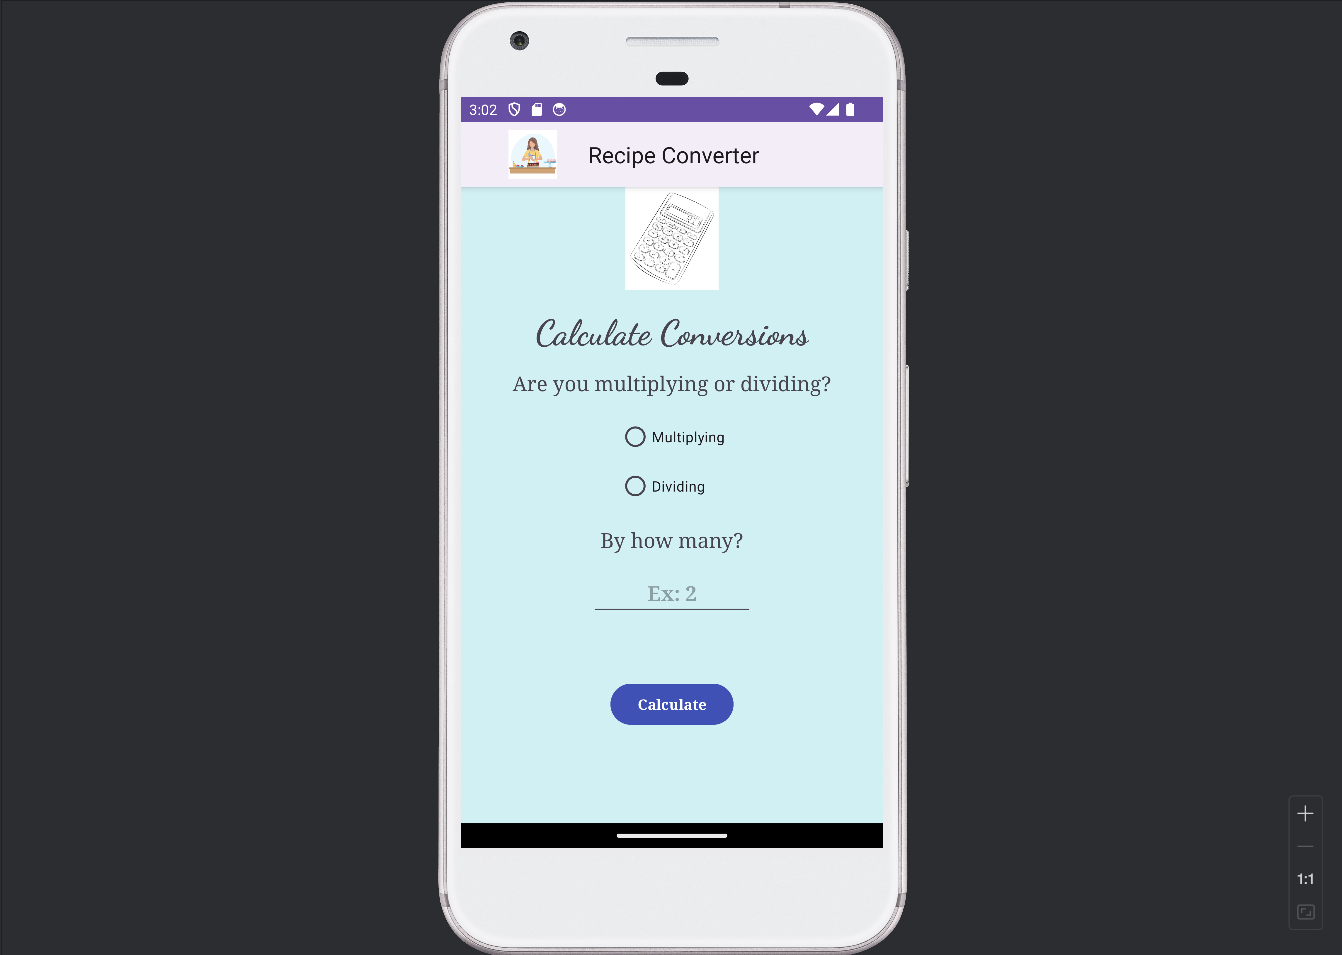 3:02
Recipe Converter
Calculate Conversions
Are you multiplying or dividing?
Multiplying
Dividing
By how many?
Ex: 2
Calculate
1:1